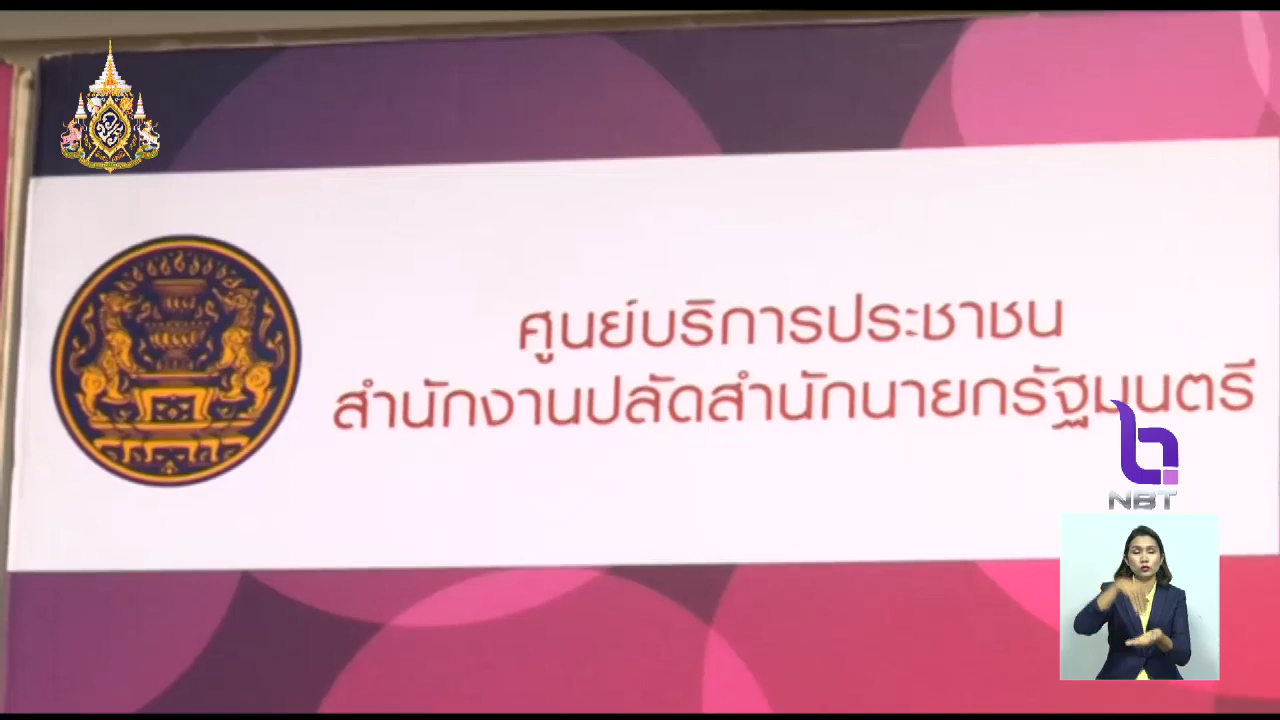 ศูนย์บริการประชาชน
สำนักงานปลัดสำนักนายกรัฐมนตรี
NBT